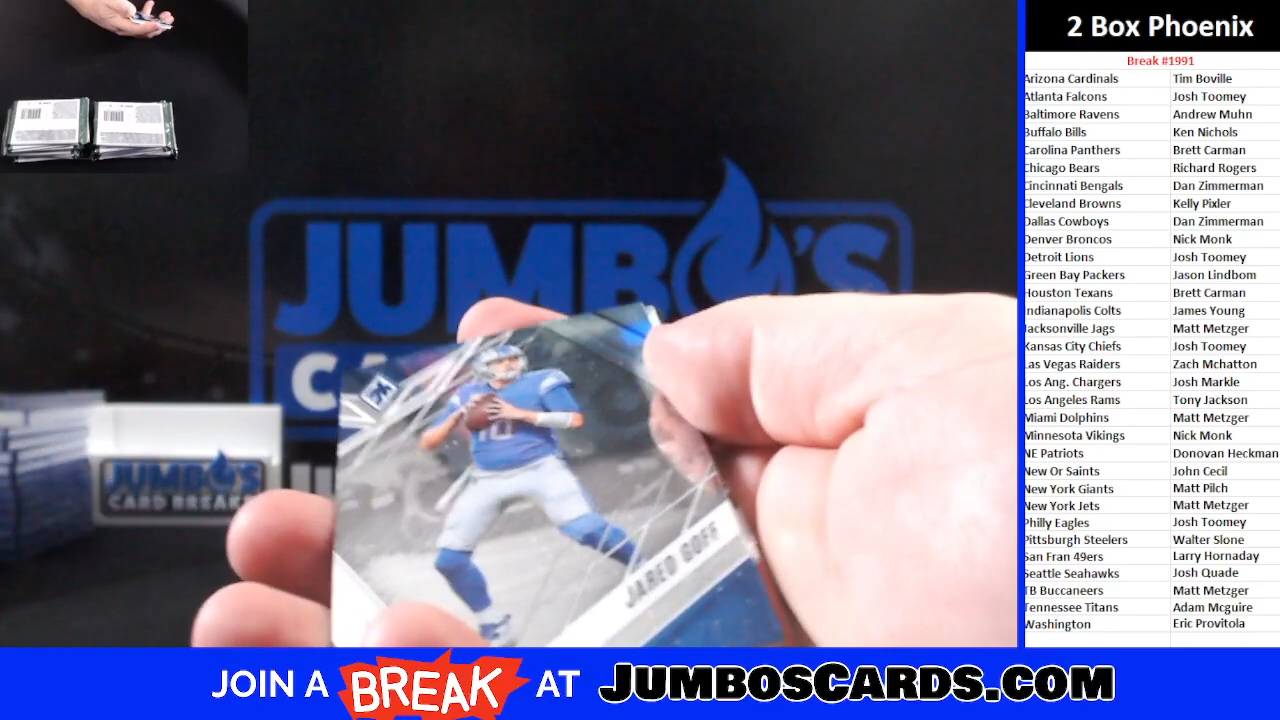 2 Box Phoenix
Break #1991
Arizona Cardinals Tim Boville
Atlanta Falcons Josh Toomey
Baltimore Ravens Andrew Muhn
Buffalo Bills Ken Nichols
Carolina Panthers Brett Carman
Chicago Bears Richard Rogers
Cincinnati Bengals Dan Zimmerman
Cleveland Browns Kelly Pixler
Dallas Cowboys Dan Zimmerman
Denver Broncos Nick Monk
Detroit Lions Josh Toomey
Green Bay Packers Jason Lindbom
Houston Texans Brett Carman
Indianapolis Colts James Young
Jacksonville Jags Matt Metzger
Kansas City Chiefs Josh Toomey
Las Vegas Raiders Zach Mchatton
Los Ang. Chargers Josh Markle
Los Angeles Rams Tony Jackson
Miami Dolphins Matt Metzger
Minnesota Vikings Nick Monk
NE Patriots Donovan Heckman
New Or Saints John Cecil
New York Giants Matt Pilch
New York Jets Matt Metzger
Philly Eagles Josh Toomey
Pittsburgh Steelers Walter Slone
San Fran 49ers Larry Hornaday
Seattle Seahawks Josh Quade
TB Buccaneers Matt Metzger
Tennessee Titans Adam Mcguire
Washington Eric Provitola
JUMBO'S
JUMBO'S
CARD BREAKS
JARED GOFF
JOIN A BREAK AT JUMBOSCARDS.COM